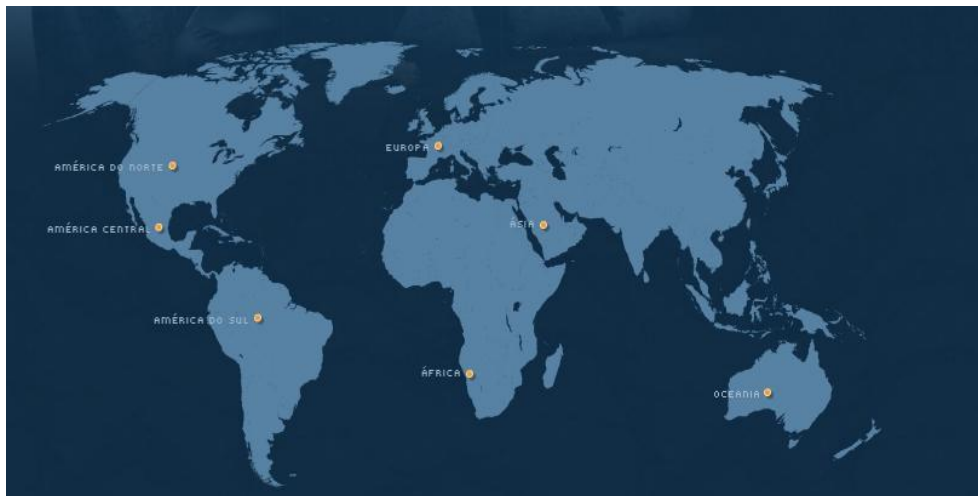 EUROPA
AMÉRICA DO NORTE
ÁSIA
AMÉRICA CENTRAL
AMÉRICA DO SUL
ÁFRICA
OCEANIA